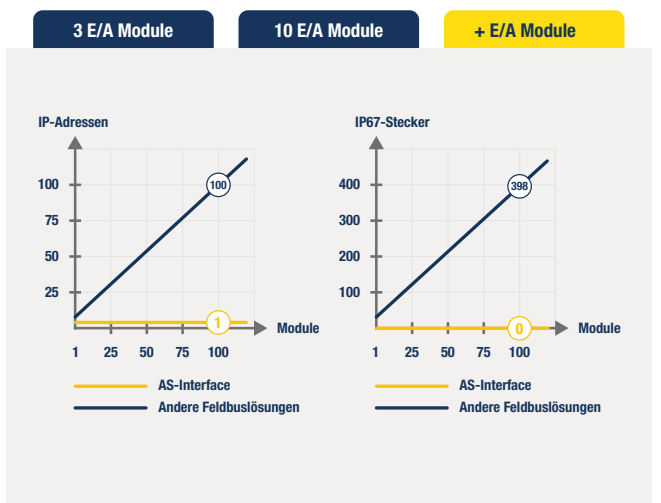 3 E/A Module
10 E/A Module
+ E/A Module
IP-Adressen
100
75
50
25
100
1
Module
1 25 50 75 100
AS-Interface
Andere Feldbuslösungen
IP67-Stecker
400
300
200
100
398
0
Module
1 25 50 75 100
AS-Interface
Andere Feldbuslösungen